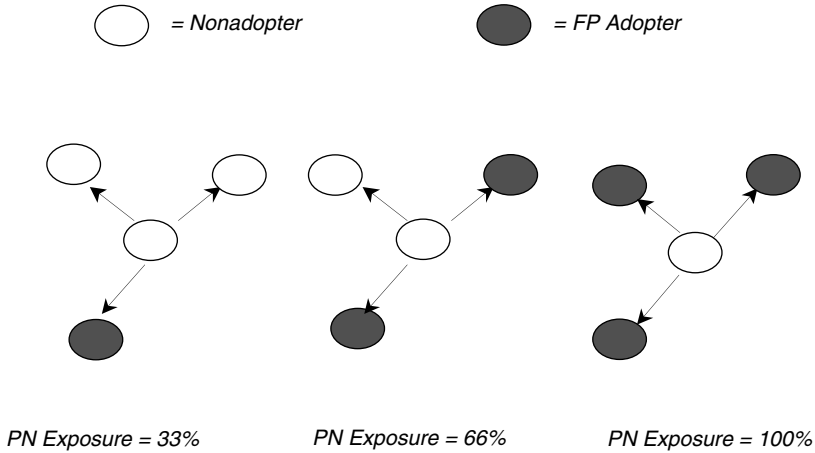 = Nonadopter
= FP Adopter
PN Exposure = 33%
PN Exposure = 66%
PN Exposure = 100%